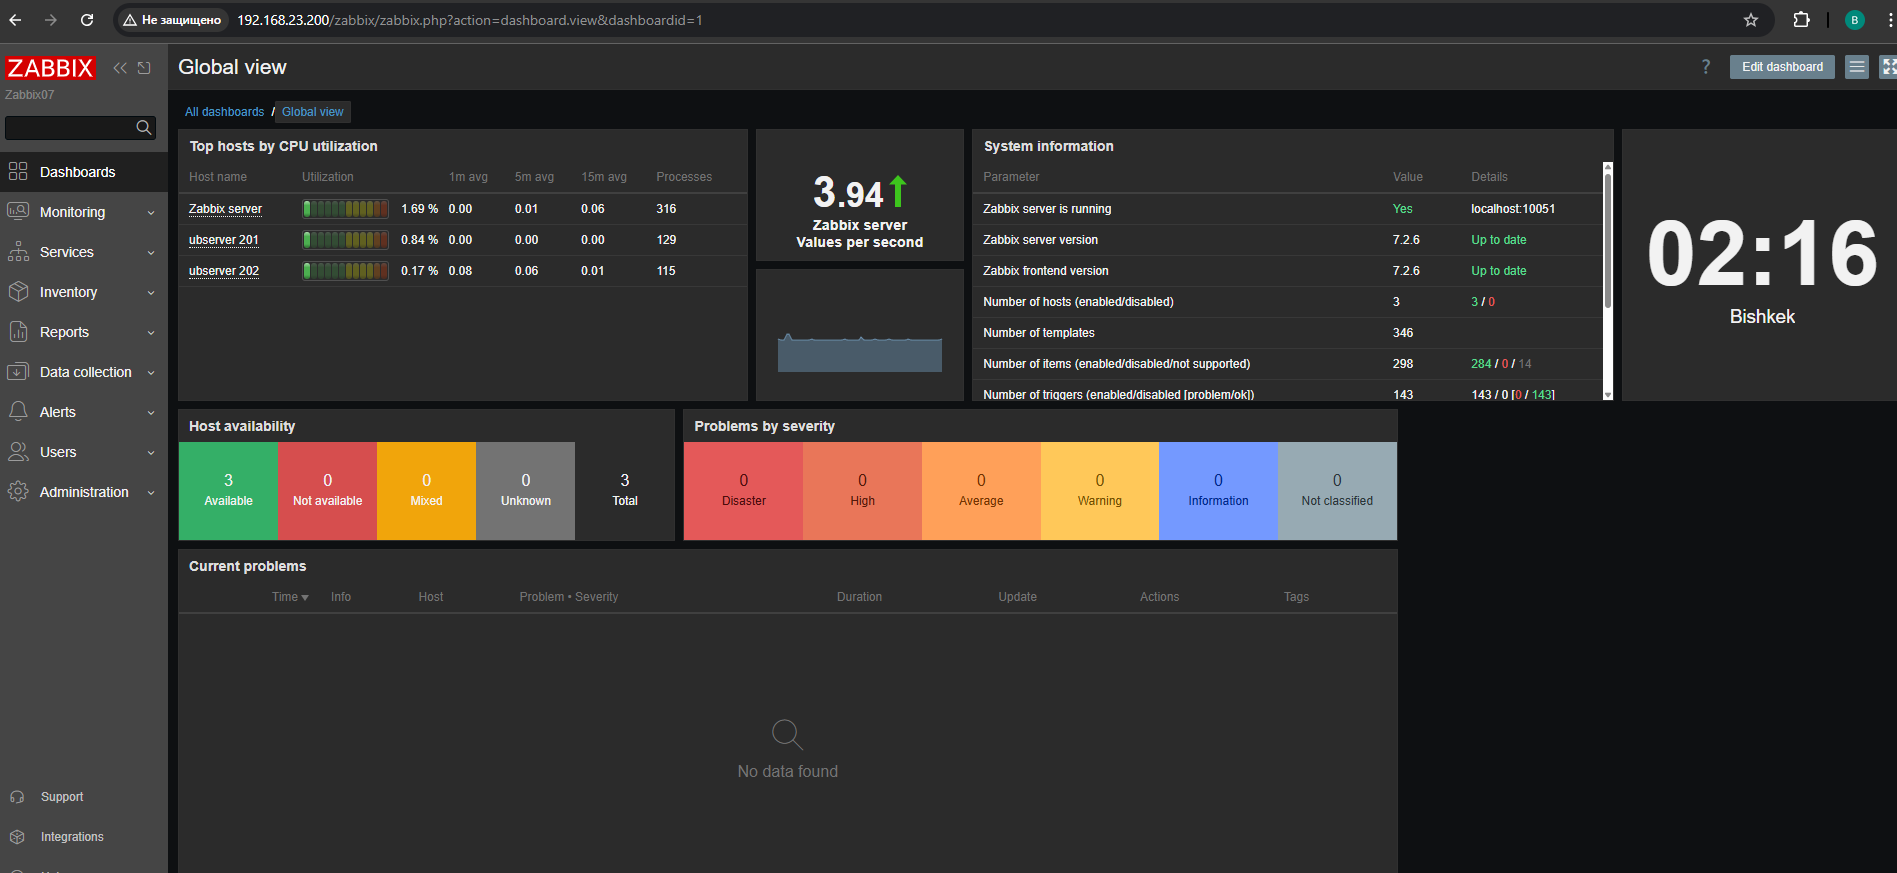 Не защищено 192.168.23.200/zabbix/zabbix.php?action=dashboard.view&dashboardid=1 B
ZABBIX
Zabbix07
Dashboards
Monitoring
Services
Inventory
Reports
Data collection
Alerts
Users
Administration
Support
Integrations
Global view
? Edit dashboard
All dashboards / Global view
Top hosts by CPU utilization
Host name Utilization 1m avg 5m avg 15m avg Processes
Zabbix server 1.69 % 0.00 0.01 0.06 316
ubserver 201 0.84 % 0.00 0.00 0.00 129
ubserver 202 0.17 % 0.08 0.06 0.01 115
3.94
Zabbix server
Values per second
System information
Parameter Value Details
Zabbix server is running Yes localhost:10051
Zabbix server version 7.2.6 Up to date
Zabbix frontend version 7.2.6 Up to date
Number of hosts (enabled/disabled) 3 3 / 0
Number of templates 346
Number of items (enabled/disabled/not supported) 298 284 / 0 / 14
Number of triggers (enabled/disabled [problem/ok]) 143 143 / 0 [0 / 143]
02:16
Bishkek
Host availability
3 Available
0 Not available
0 Mixed
0 Unknown
3 Total
Problems by severity
0 Disaster
0 High
0 Average
0 Warning
0 Information
0 Not classified
Current problems
Time Info Host Problem • Severity Duration Update Actions Tags
No data found